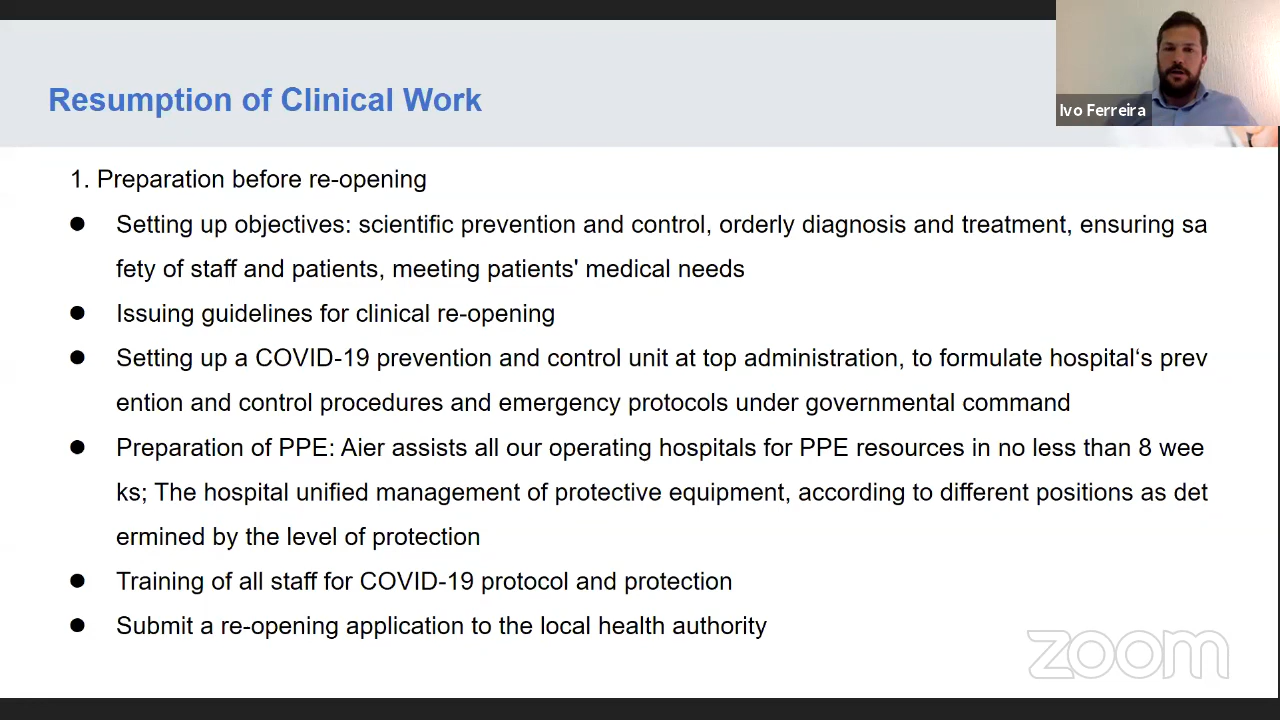 Resumption of Clinical Work
Ivo Ferreira
1. Preparation before re-opening
● Setting up objectives: scientific prevention and control, orderly diagnosis and treatment, ensuring sa
fety of staff and patients, meeting patients' medical needs
● Issuing guidelines for clinical re-opening
● Setting up a COVID-19 prevention and control unit at top administration, to formulate hospital‘s prev
ention and control procedures and emergency protocols under governmental command
● Preparation of PPE: Aier assists all our operating hospitals for PPE resources in no less than 8 wee
ks; The hospital unified management of protective equipment, according to different positions as det
ermined by the level of protection
● Training of all staff for COVID-19 protocol and protection
● Submit a re-opening application to the local health authority
zoom